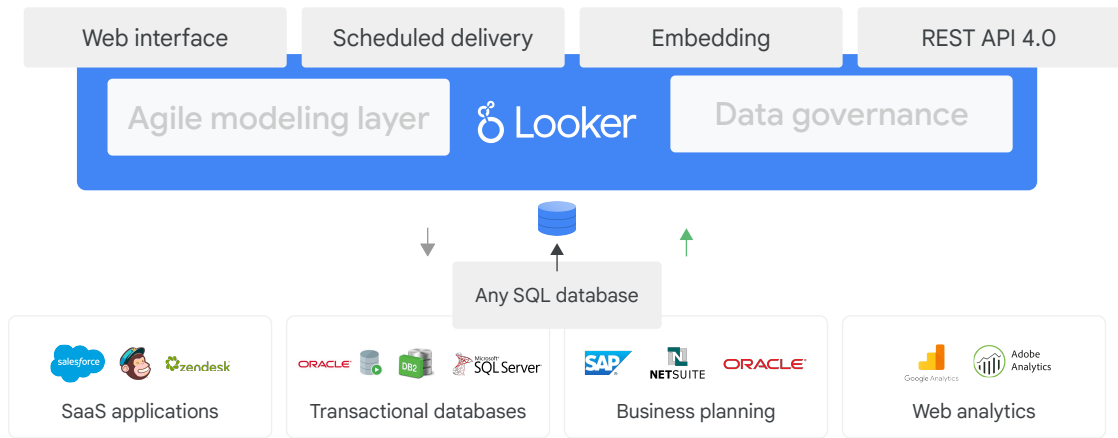 Web interface
Scheduled delivery
Embedding
REST API 4.0
Agile modeling layer
Looker
Data governance
Any SQL database
salesforce
zendesk
ORACLE
DB2
Microsoft
SQL Server
SAP
NETSUITE
ORACLE
Google Analytics
Adobe
Analytics
SaaS applications
Transactional databases
Business planning
Web analytics